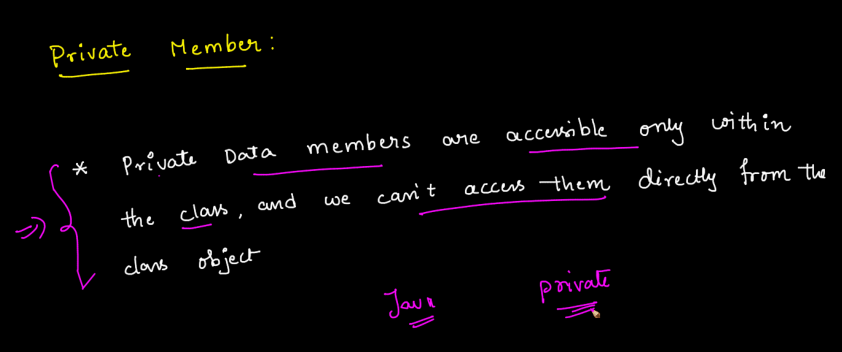 Private Member:
* Private Data members are accessible only within
the class, and we can't access them directly from the
class object
Java private